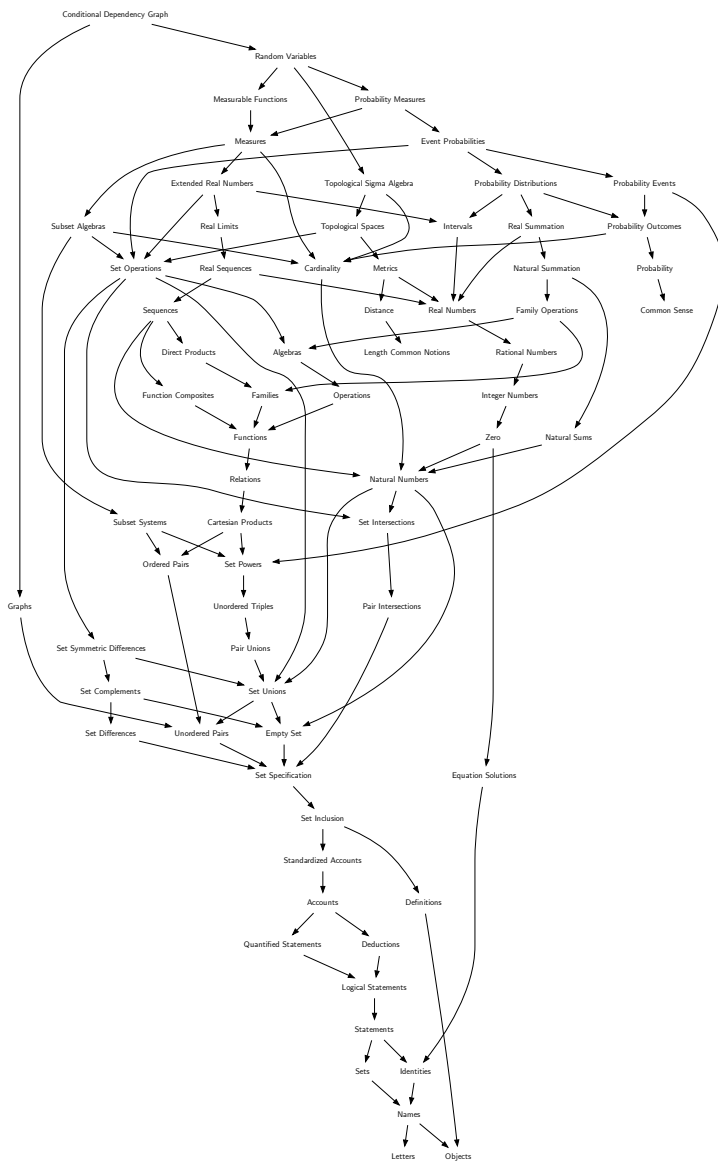 Conditional Dependency Graph
Random Variables
Measurable Functions
Probability Measures
Measures
Event Probabilities
Extended Real Numbers
Topological Sigma Algebra
Probability Distributions
Probability Events
Subset Algebras
Real Limits
Topological Spaces
Intervals
Real Summation
Probability Outcomes
Set Operations
Real Sequences
Cardinality
Metrics
Natural Summation
Probability
Sequences
Distance
Real Numbers
Family Operations
Common Sense
Direct Products
Algebras
Length Common Notions
Rational Numbers
Function Composites
Families
Operations
Integer Numbers
Functions
Zero
Natural Sums
Relations
Natural Numbers
Subset Systems
Cartesian Products
Set Intersections
Ordered Pairs
Set Powers
Graphs
Unordered Triples
Pair Intersections
Set Symmetric Differences
Pair Unions
Set Complements
Set Unions
Set Differences
Unordered Pairs
Empty Set
Set Specification
Equation Solutions
Set Inclusion
Standardized Accounts
Accounts
Definitions
Quantified Statements
Deductions
Logical Statements
Statements
Sets
Identities
Names
Letters
Objects